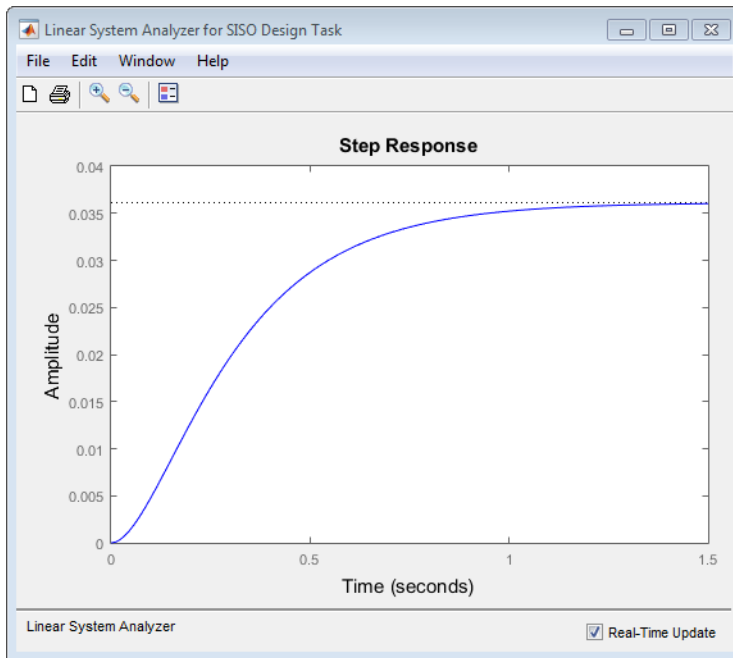 Linear System Analyzer for SISO Design Task
File Edit Window Help
Step Response
0.04
0.035
0.03
0.025
0.02
0.015
0.01
0.005
0
Amplitude
0 0.5 1 1.5
Time (seconds)
Linear System Analyzer
Real-Time Update